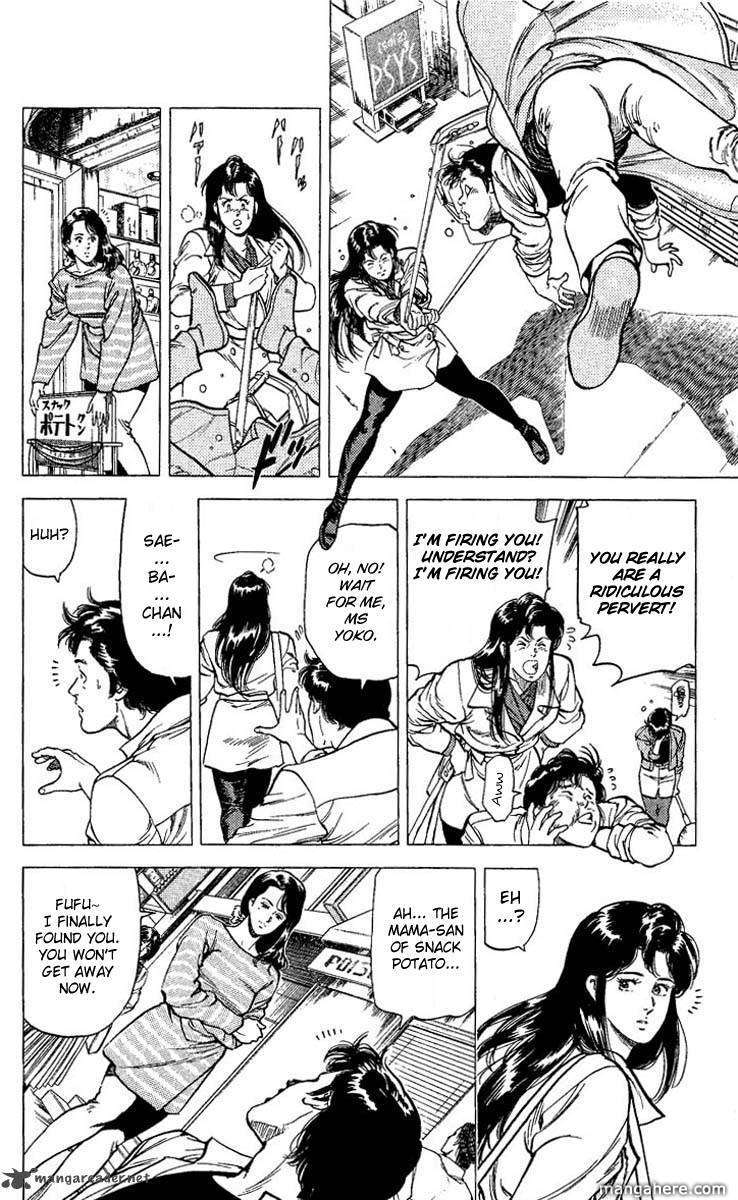 PSY'S
スナック
ポテトクン
YOU REALLY
ARE A
RIDICULOUS
PERVERT!
I'M FIRING YOU!
UNDERSTAND?
I'M FIRING YOU!
AWW
OH, NO!
WAIT
FOR ME,
MS
YOKO.
SAE-
...
BA-
...
CHAN
...!
HUH?
EH
...?
AH... THE
MAMA-SAN
OF SNACK
POTATO...
FUFU~
I FINALLY
FOUND YOU.
YOU WON'T
GET AWAY
NOW.
mangareader.net
mangahere.com